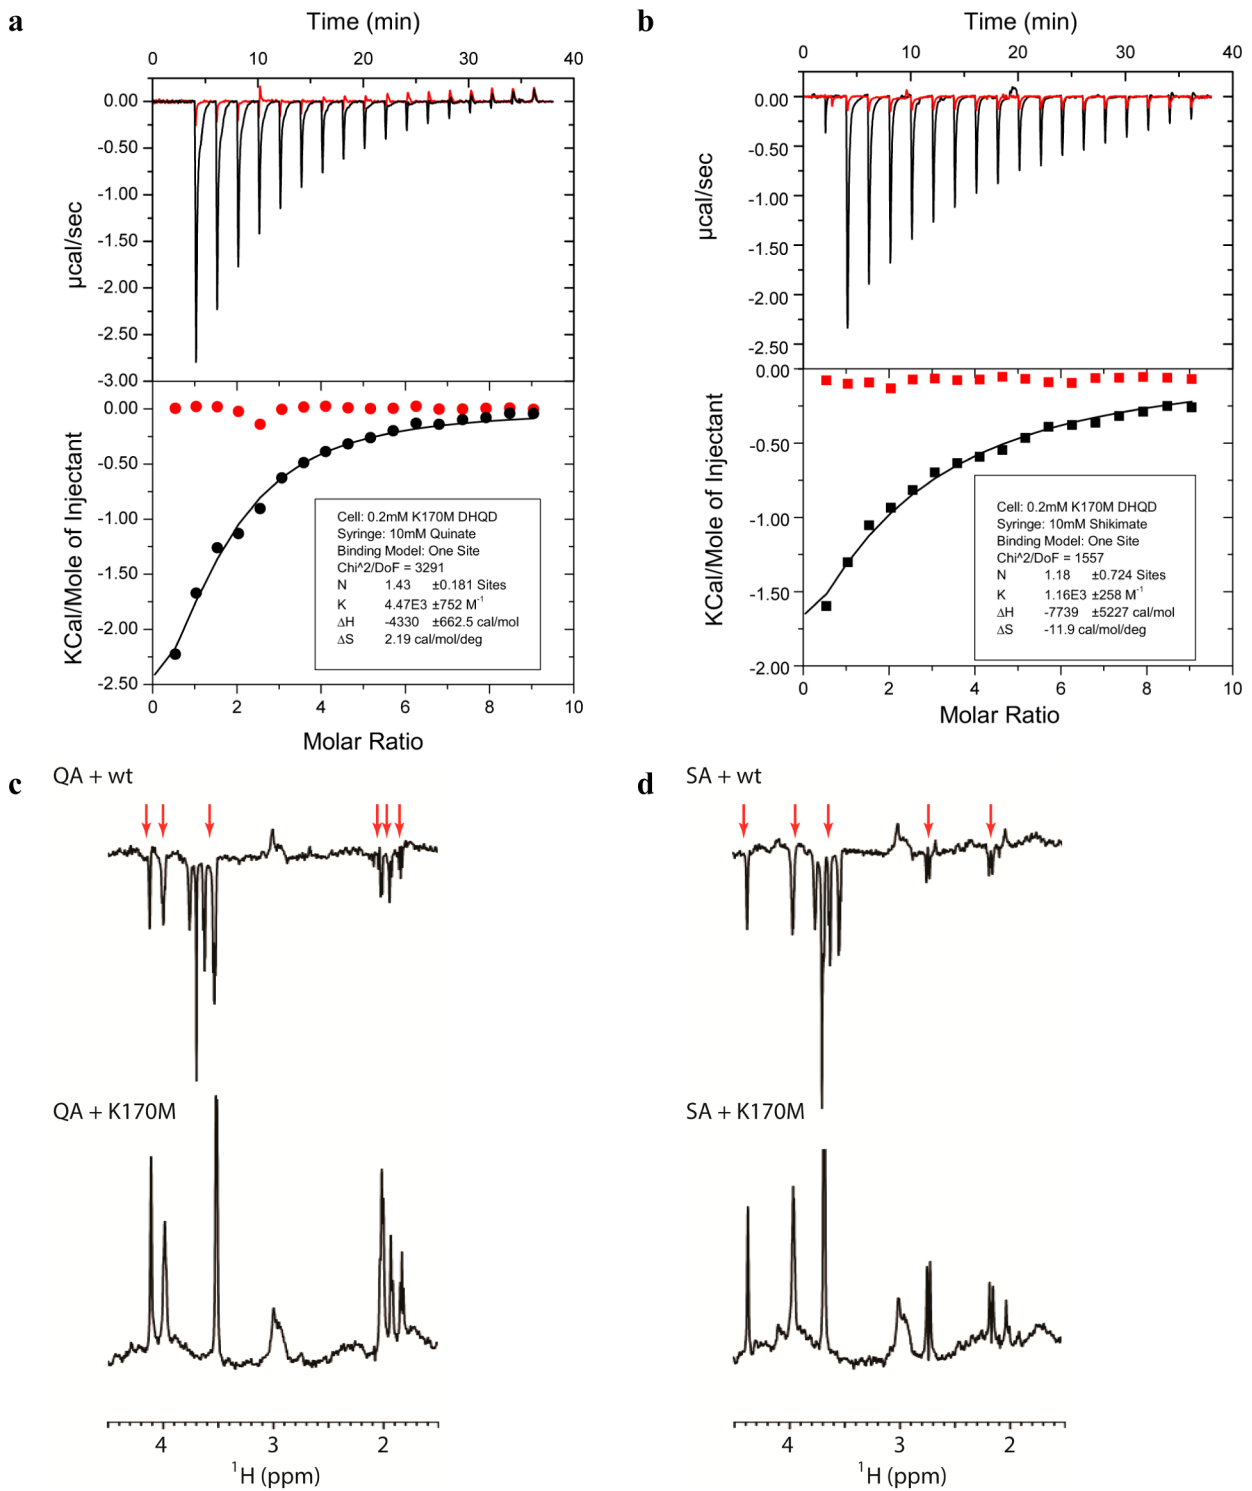 a
Time (min)
0 10 20 30 40
0.00
-0.50
-1.00
-1.50
-2.00
-2.50
-3.00
µcal/sec
0.00
-0.50
-1.00
-1.50
-2.00
-2.50
KCal/Mole of Injectant
Cell: 0.2mM K170M DHQD
Syringe: 10mM Quinate
Binding Model: One Site
Chi^2/DoF = 3291
N 1.43 ±0.181 Sites
K 4.47E3 ±752 M⁻¹
ΔH -4330 ±662.5 cal/mol
ΔS 2.19 cal/mol/deg
0 2 4 6 8 10
Molar Ratio
b
Time (min)
0 10 20 30 40
0.00
-0.50
-1.00
-1.50
-2.00
-2.50
µcal/sec
0.00
-0.50
-1.00
-1.50
-2.00
KCal/Mole of Injectant
Cell: 0.2mM K170M DHQD
Syringe: 10mM Shikimate
Binding Model: One Site
Chi^2/DoF = 1557
N 1.18 ±0.724 Sites
K 1.16E3 ±258 M⁻¹
ΔH -7739 ±5227 cal/mol
ΔS -11.9 cal/mol/deg
0 2 4 6 8 10
Molar Ratio
c
QA + wt
QA + K170M
4 3 2
¹H (ppm)
d
SA + wt
SA + K170M
4 3 2
¹H (ppm)